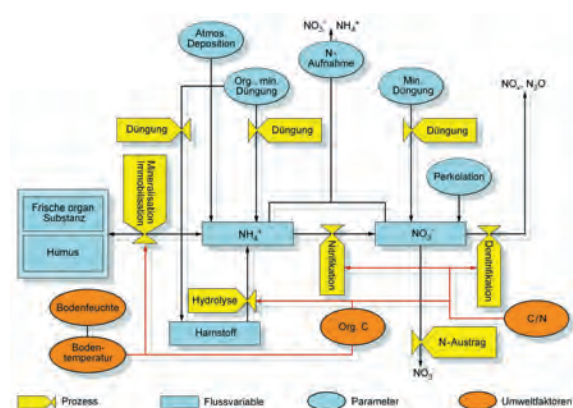 NO₃⁻ NH₄⁺
Atmos.
Deposition
N-
Aufnahme
Org., min.
Düngung
Min.
Düngung
NOₓ, N₂O
Düngung
Düngung
Düngung
Mineralisation
Immobilisation
Perkolation
Frische organ
Substanz
Humus
NH₄⁺
Nitrifikation
NO₃⁻
Denitrifikation
Hydrolyse
Bodenfeuchte
Harnstoff
Org. C
C/N
Boden-
temperatur
N-Austrag
NO₃⁻
Prozess
Flussvariable
Parameter
Umweltfaktoren